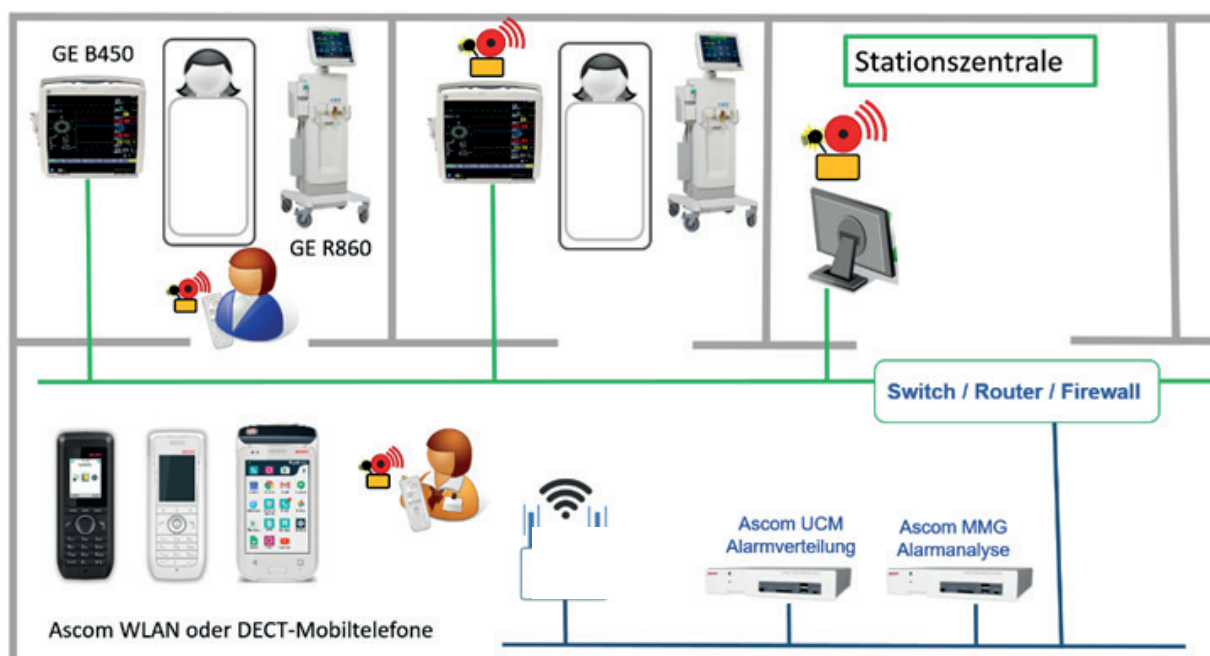 GE B450
GE R860
Stationszentrale
Switch / Router / Firewall
Ascom UCM
Alarmverteilung
Ascom MMG
Alarmanalyse
Ascom WLAN oder DECT-Mobiltelefone